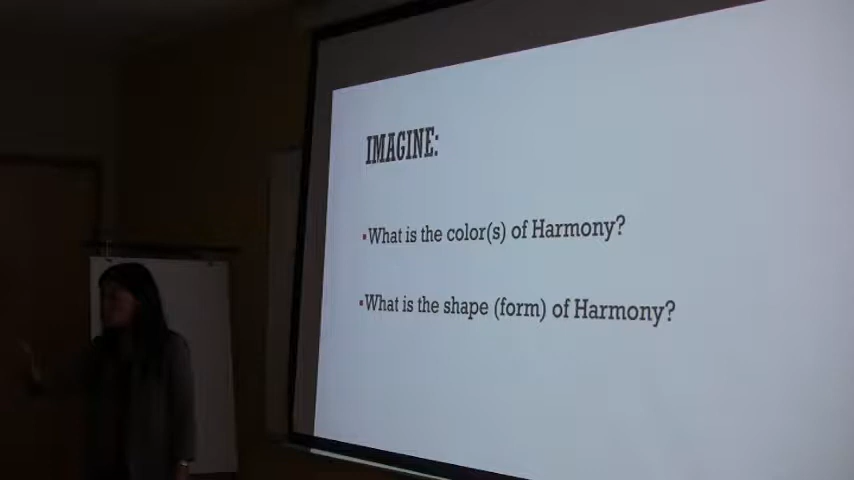 IMAGINE:
▪What is the color(s) of Harmony?
▪What is the shape (form) of Harmony?